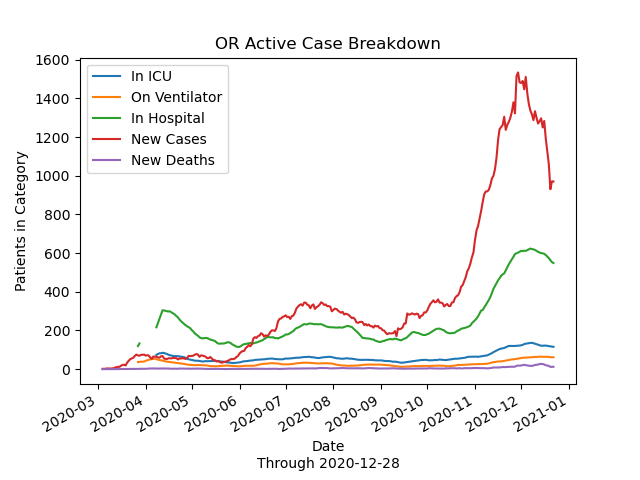 OR Active Case Breakdown
Patients in Category
1600
1400
1200
1000
800
600
400
200
0
In ICU
On Ventilator
In Hospital
New Cases
New Deaths
2020-03
2020-04
2020-05
2020-06
2020-07
2020-08
2020-09
2020-10
2020-11
2020-12
2021-01
Date
Through 2020-12-28